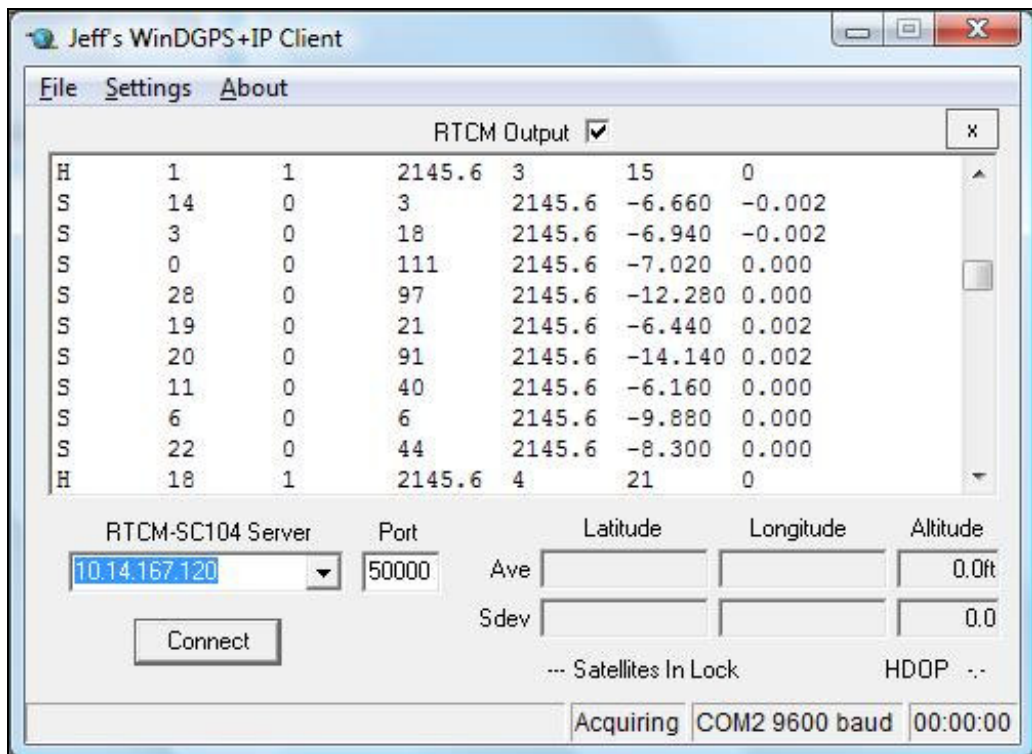 Jeff's WinDGPS+IP Client
File Settings About
RTCM Output x
H 1 1 2145.6 3 15 0
S 14 0 3 2145.6 -6.660 -0.002
S 3 0 18 2145.6 -6.940 -0.002
S 0 0 111 2145.6 -7.020 0.000
S 28 0 97 2145.6 -12.280 0.000
S 19 0 21 2145.6 -6.440 0.002
S 20 0 91 2145.6 -14.140 0.002
S 11 0 40 2145.6 -6.160 0.000
S 6 0 6 2145.6 -9.880 0.000
S 22 0 44 2145.6 -8.300 0.000
H 18 1 2145.6 4 21 0
RTCM-SC104 Server Port Latitude Longitude Altitude
10.14.167.120 50000 Ave 0.0ft
Sdev 0.0
Connect
--- Satellites In Lock HDOP -.-
Acquiring COM2 9600 baud 00:00:00